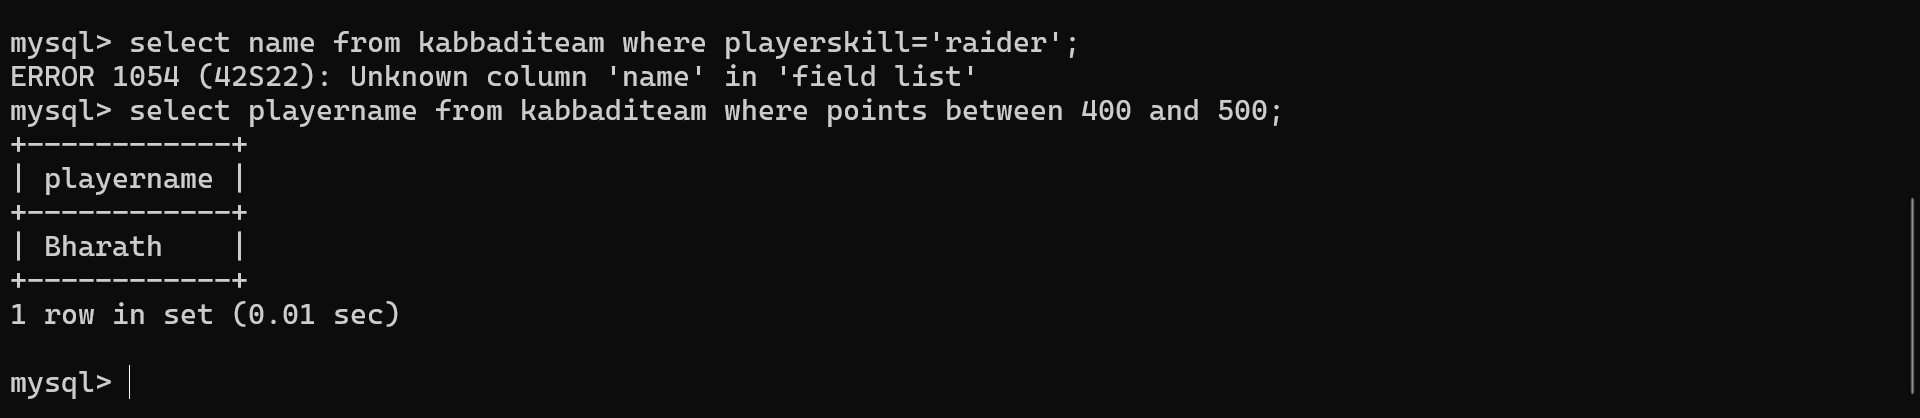 mysql> select name from kabbaditeam where playerskill='raider';
ERROR 1054 (42S22): Unknown column 'name' in 'field list'
mysql> select playername from kabbaditeam where points between 400 and 500;
+------------+
| playername |
+------------+
| Bharath    |
+------------+
1 row in set (0.01 sec)
mysql>